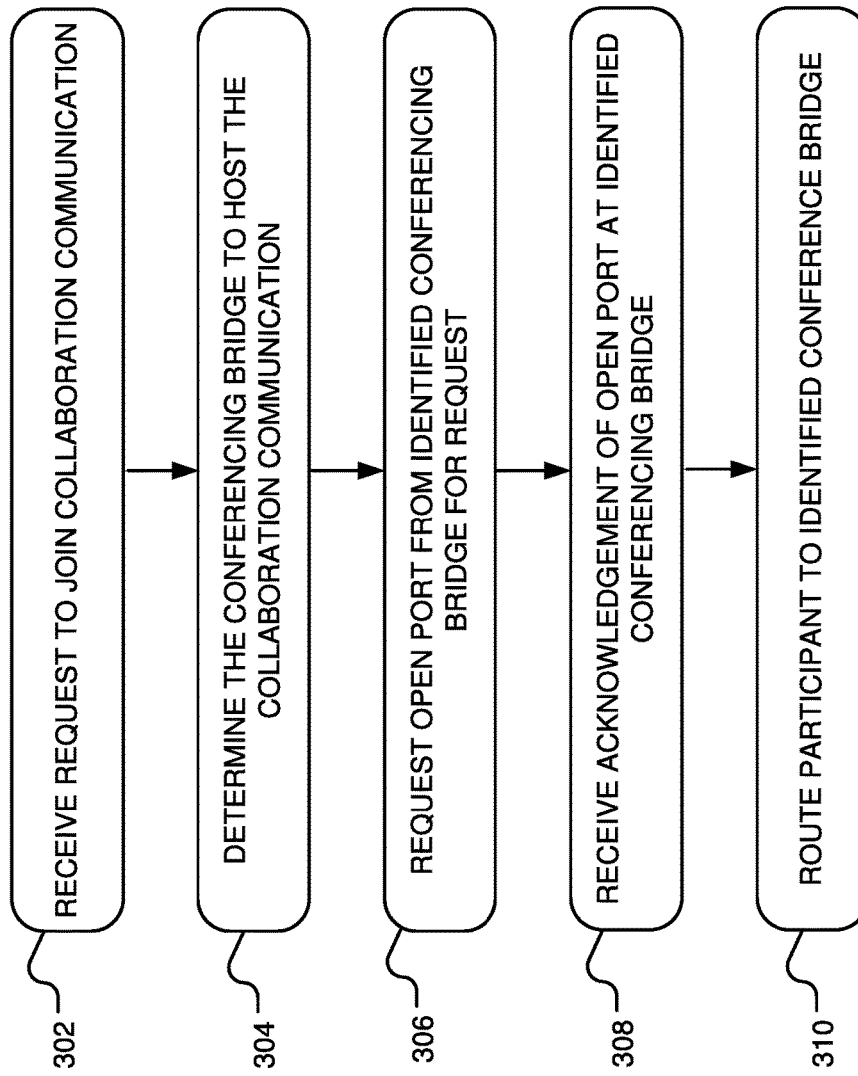 302
RECEIVE REQUEST TO JOIN COLLABORATION COMMUNICATION
304
DETERMINE THE CONFERENCING BRIDGE TO HOST THE
COLLABORATION COMMUNICATION
306
REQUEST OPEN PORT FROM IDENTIFIED CONFERENCING
BRIDGE FOR REQUEST
308
RECEIVE ACKNOWLEDGEMENT OF OPEN PORT AT IDENTIFIED
CONFERENCING BRIDGE
310
ROUTE PARTICIPANT TO IDENTIFIED CONFERENCE BRIDGE